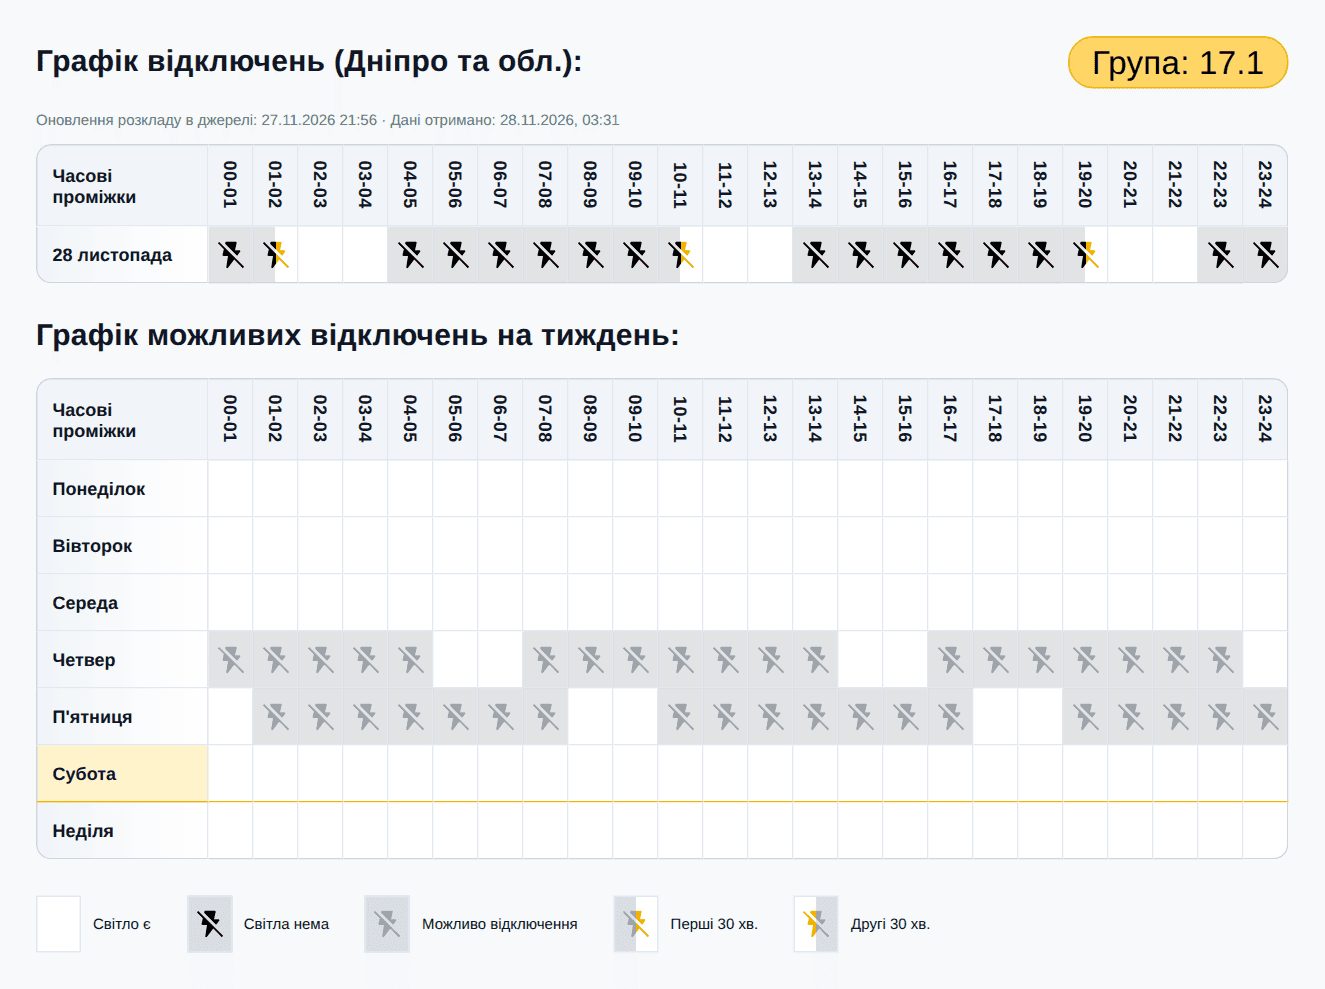 Графік відключень (Дніпро та обл.):
Група: 17.1
Оновлення розкладу в джерелі: 27.11.2026 21:56 · Дані отримано: 28.11.2026, 03:31
Часові проміжки 00-01 01-02 02-03 03-04 04-05 05-06 06-07 07-08 08-09 09-10 10-11 11-12 12-13 13-14 14-15 15-16 16-17 17-18 18-19 19-20 20-21 21-22 22-23 23-24
28 листопада
Графік можливих відключень на тиждень:
Часові проміжки 00-01 01-02 02-03 03-04 04-05 05-06 06-07 07-08 08-09 09-10 10-11 11-12 12-13 13-14 14-15 15-16 16-17 17-18 18-19 19-20 20-21 21-22 22-23 23-24
Понеділок
Вівторок
Середа
Четвер
П'ятниця
Субота
Неділя
Світло є Світла нема Можливо відключення Перші 30 хв. Другі 30 хв.